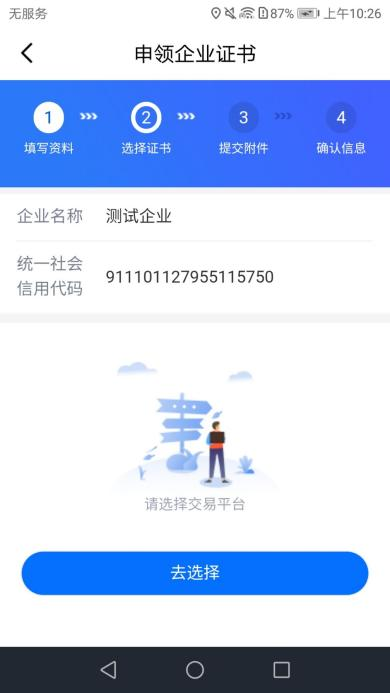 无服务 87% 上午10:26
申领企业证书
1 2 3 4
填写资料 选择证书 提交附件 确认信息
企业名称 测试企业
统一社会
信用代码 911101127955115750
请选择交易平台
去选择